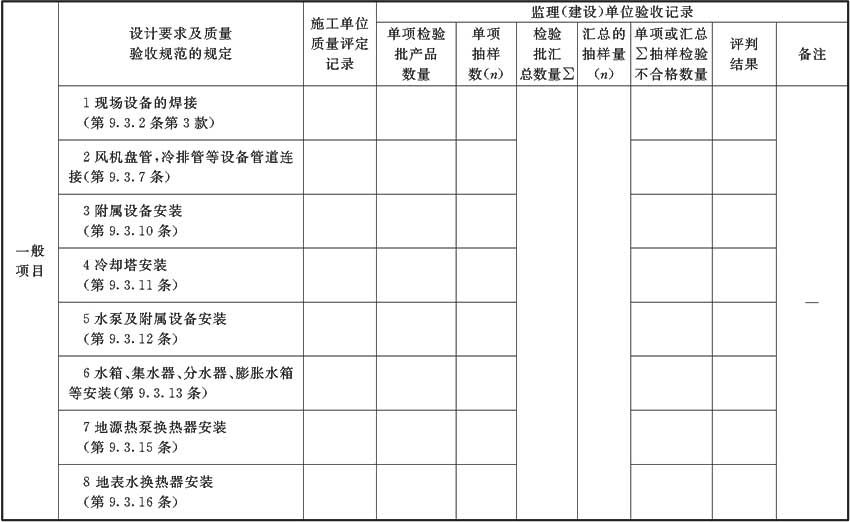 设计要求及质量
验收规范的规定
施工单位
质量评定
记录
监理(建设)单位验收记录
单项检验
批产品
数量
单项
抽样
数(n)
检验
批汇
总数量∑
汇总的
抽样量
(n)
单项或汇总
∑抽样检验
不合格数量
评判
结果
备注
一般
项目
1 现场设备的焊接
(第 9.3.2 条第 3 款)
2 风机盘管,冷排管等设备管道连
接(第 9.3.7 条)
3 附属设备安装
(第 9.3.10 条)
4 冷却塔安装
(第 9.3.11 条)
5 水泵及附属设备安装
(第 9.3.12 条)
6 水箱、集水器、分水器、膨胀水箱
等安装(第 9.3.13 条)
7 地源热泵换热器安装
(第 9.3.15 条)
8 地表水换热器安装
(第 9.3.16 条)
—